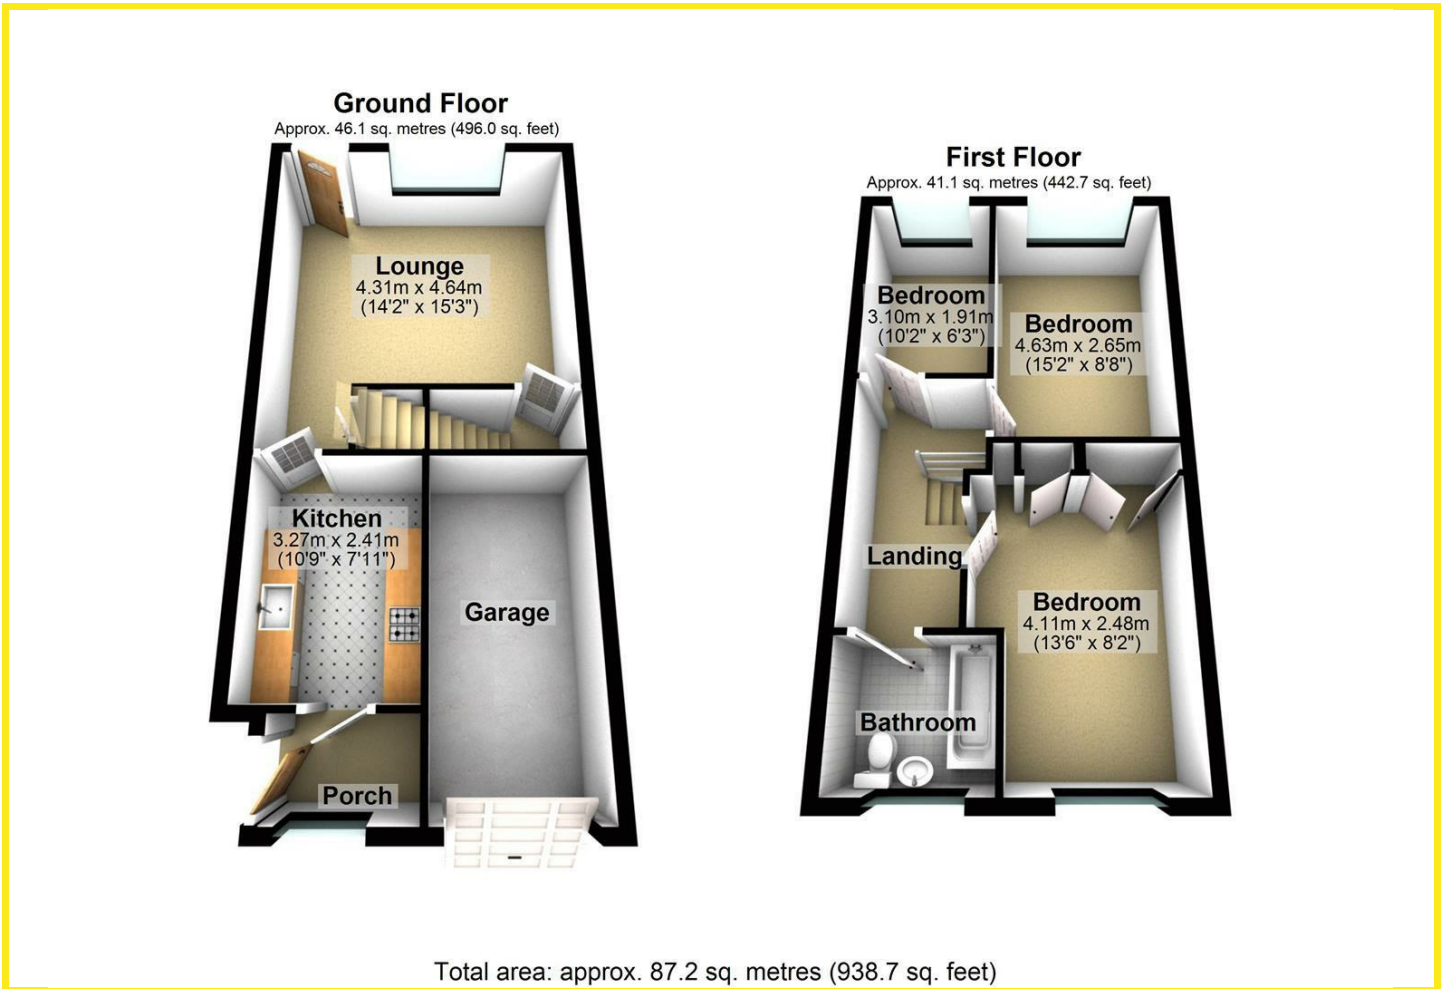 Ground Floor
Approx. 46.1 sq. metres (496.0 sq. feet)
Lounge
4.31m x 4.64m
(14'2" x 15'3")
Kitchen
3.27m x 2.41m
(10'9" x 7'11")
Garage
Porch
First Floor
Approx. 41.1 sq. metres (442.7 sq. feet)
Bedroom
3.10m x 1.91m
(10'2" x 6'3")
Bedroom
4.63m x 2.65m
(15'2" x 8'8")
Landing
Bedroom
4.11m x 2.48m
(13'6" x 8'2")
Bathroom
Total area: approx. 87.2 sq. metres (938.7 sq. feet)